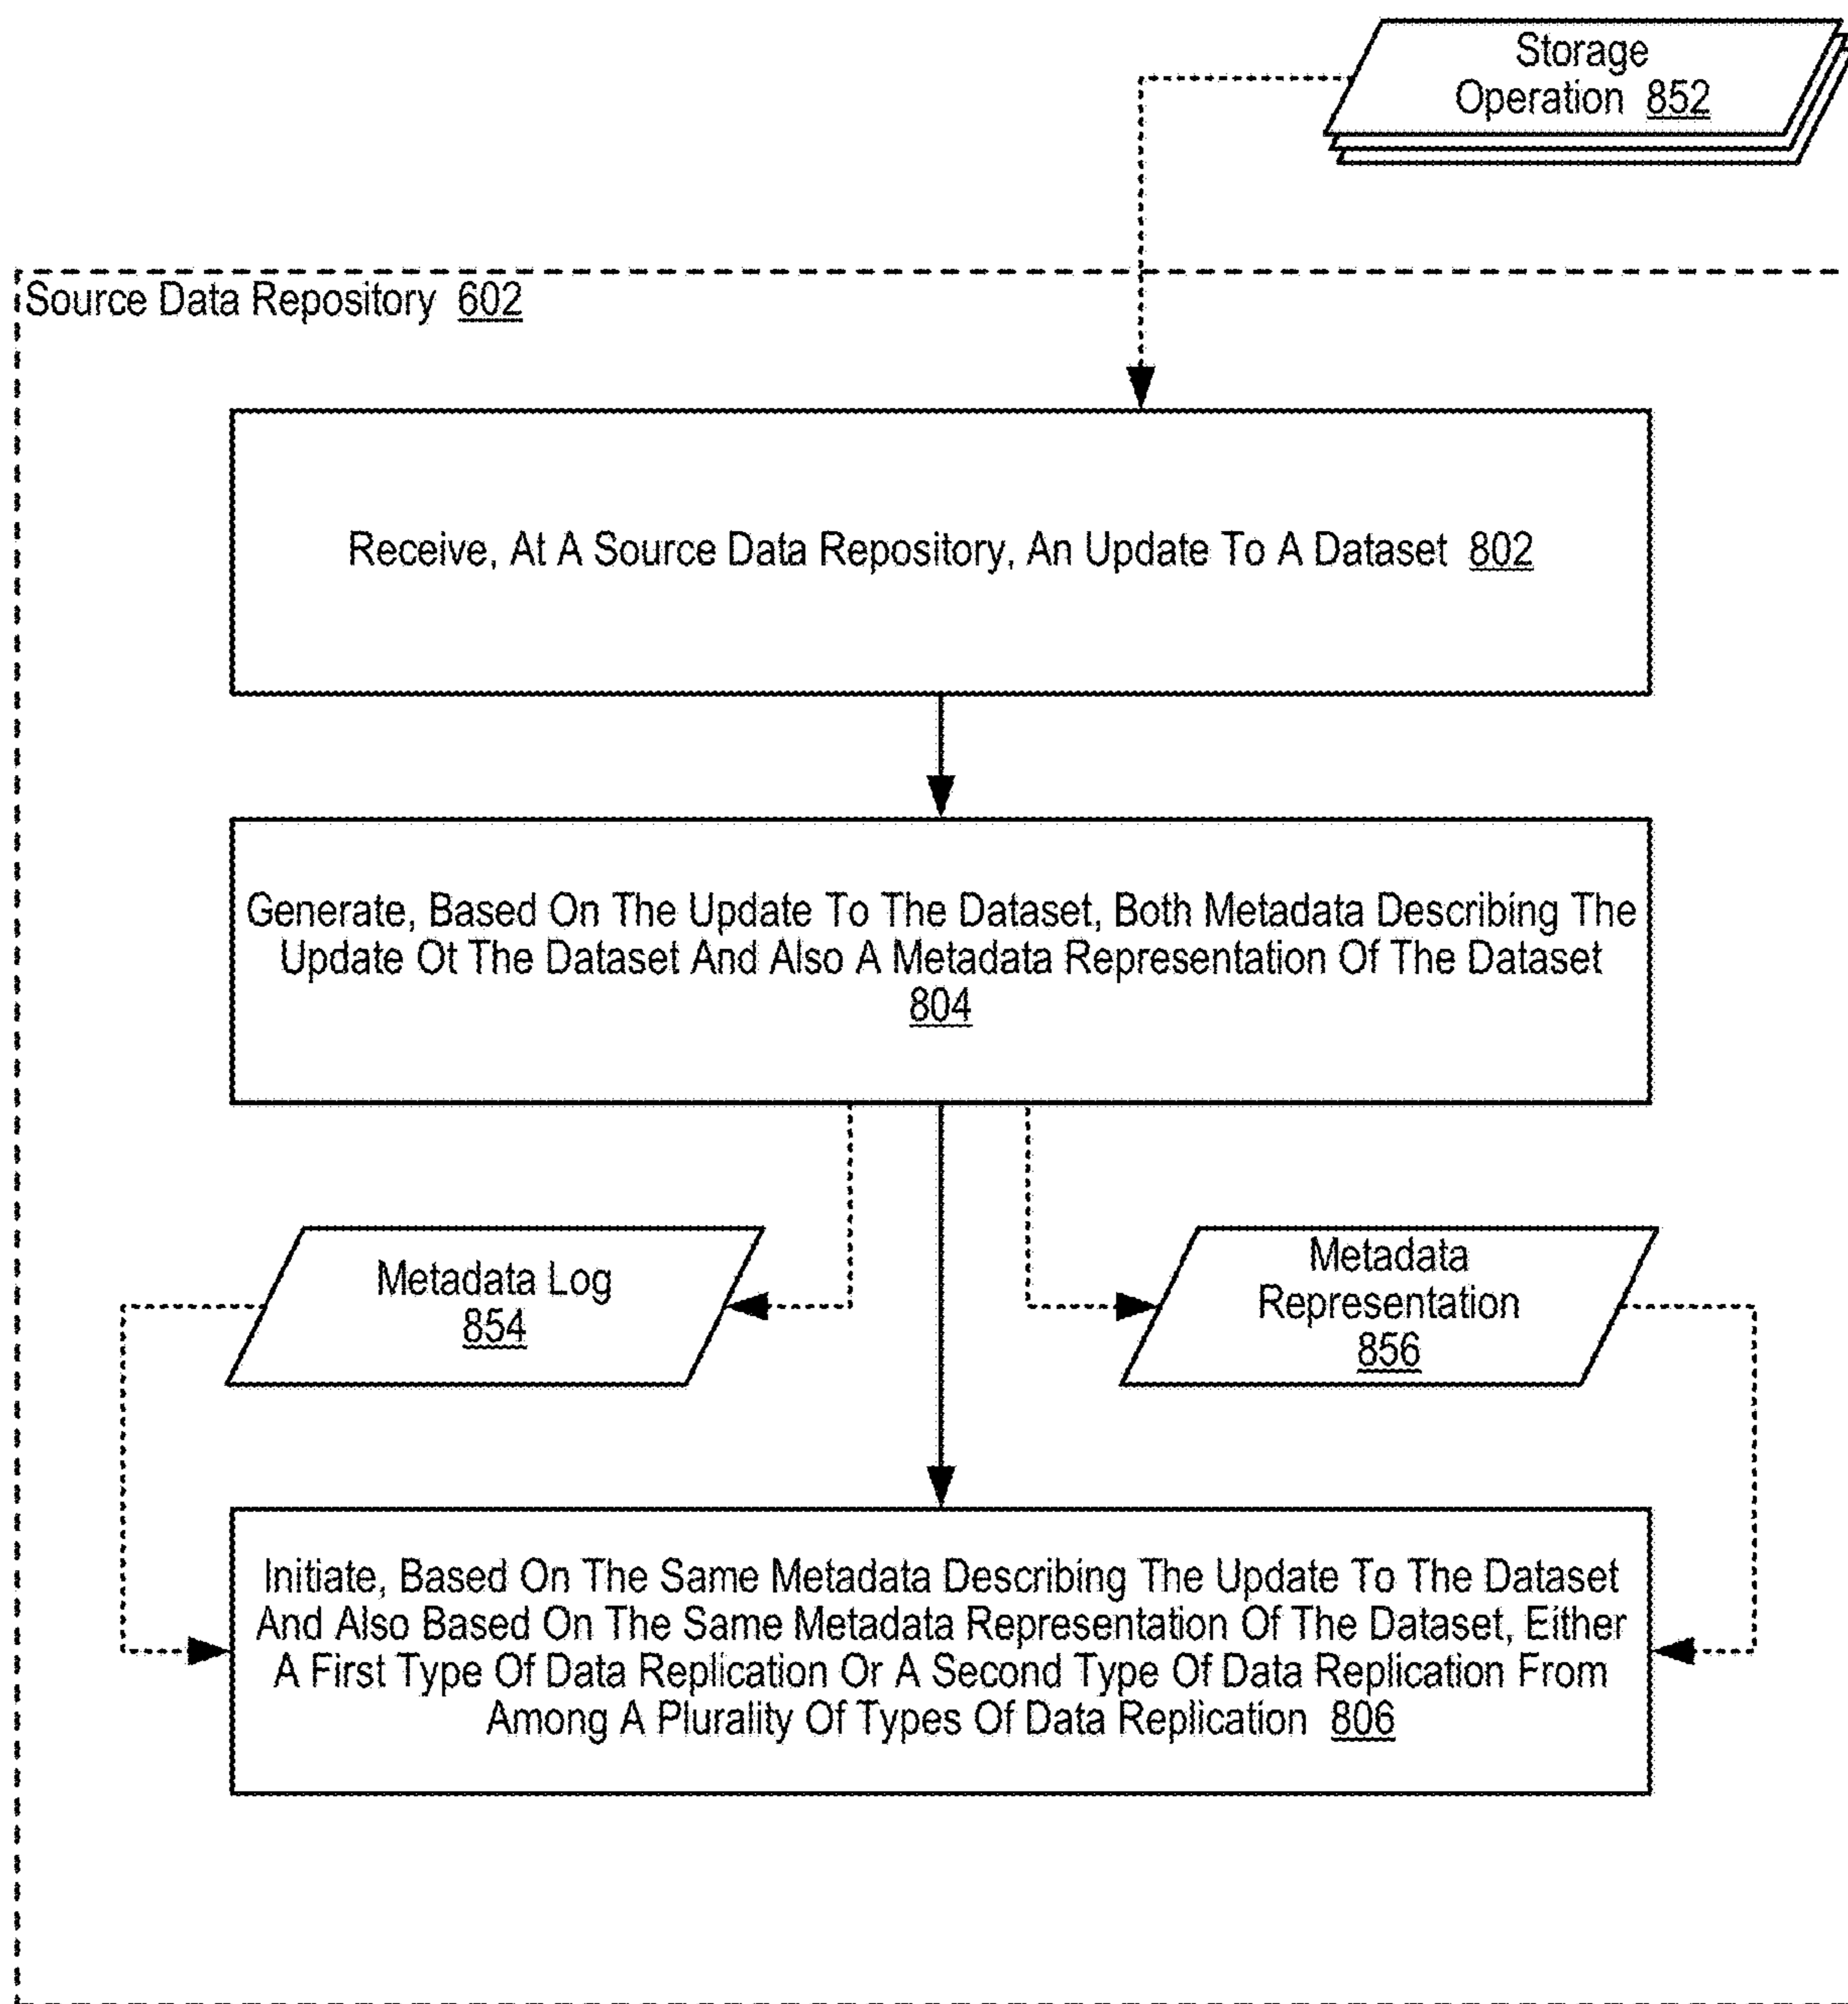 Storage
Operation 852
Source Data Repository 602
Receive, At A Source Data Repository, An Update To A Dataset 802
Generate, Based On The Update To The Dataset, Both Metadata Describing The
Update Ot The Dataset And Also A Metadata Representation Of The Dataset
804
Metadata Log
854
Metadata
Representation
856
Initiate, Based On The Same Metadata Describing The Update To The Dataset
And Also Based On The Same Metadata Representation Of The Dataset, Either
A First Type Of Data Replication Or A Second Type Of Data Replication From
Among A Plurality Of Types Of Data Replication 806